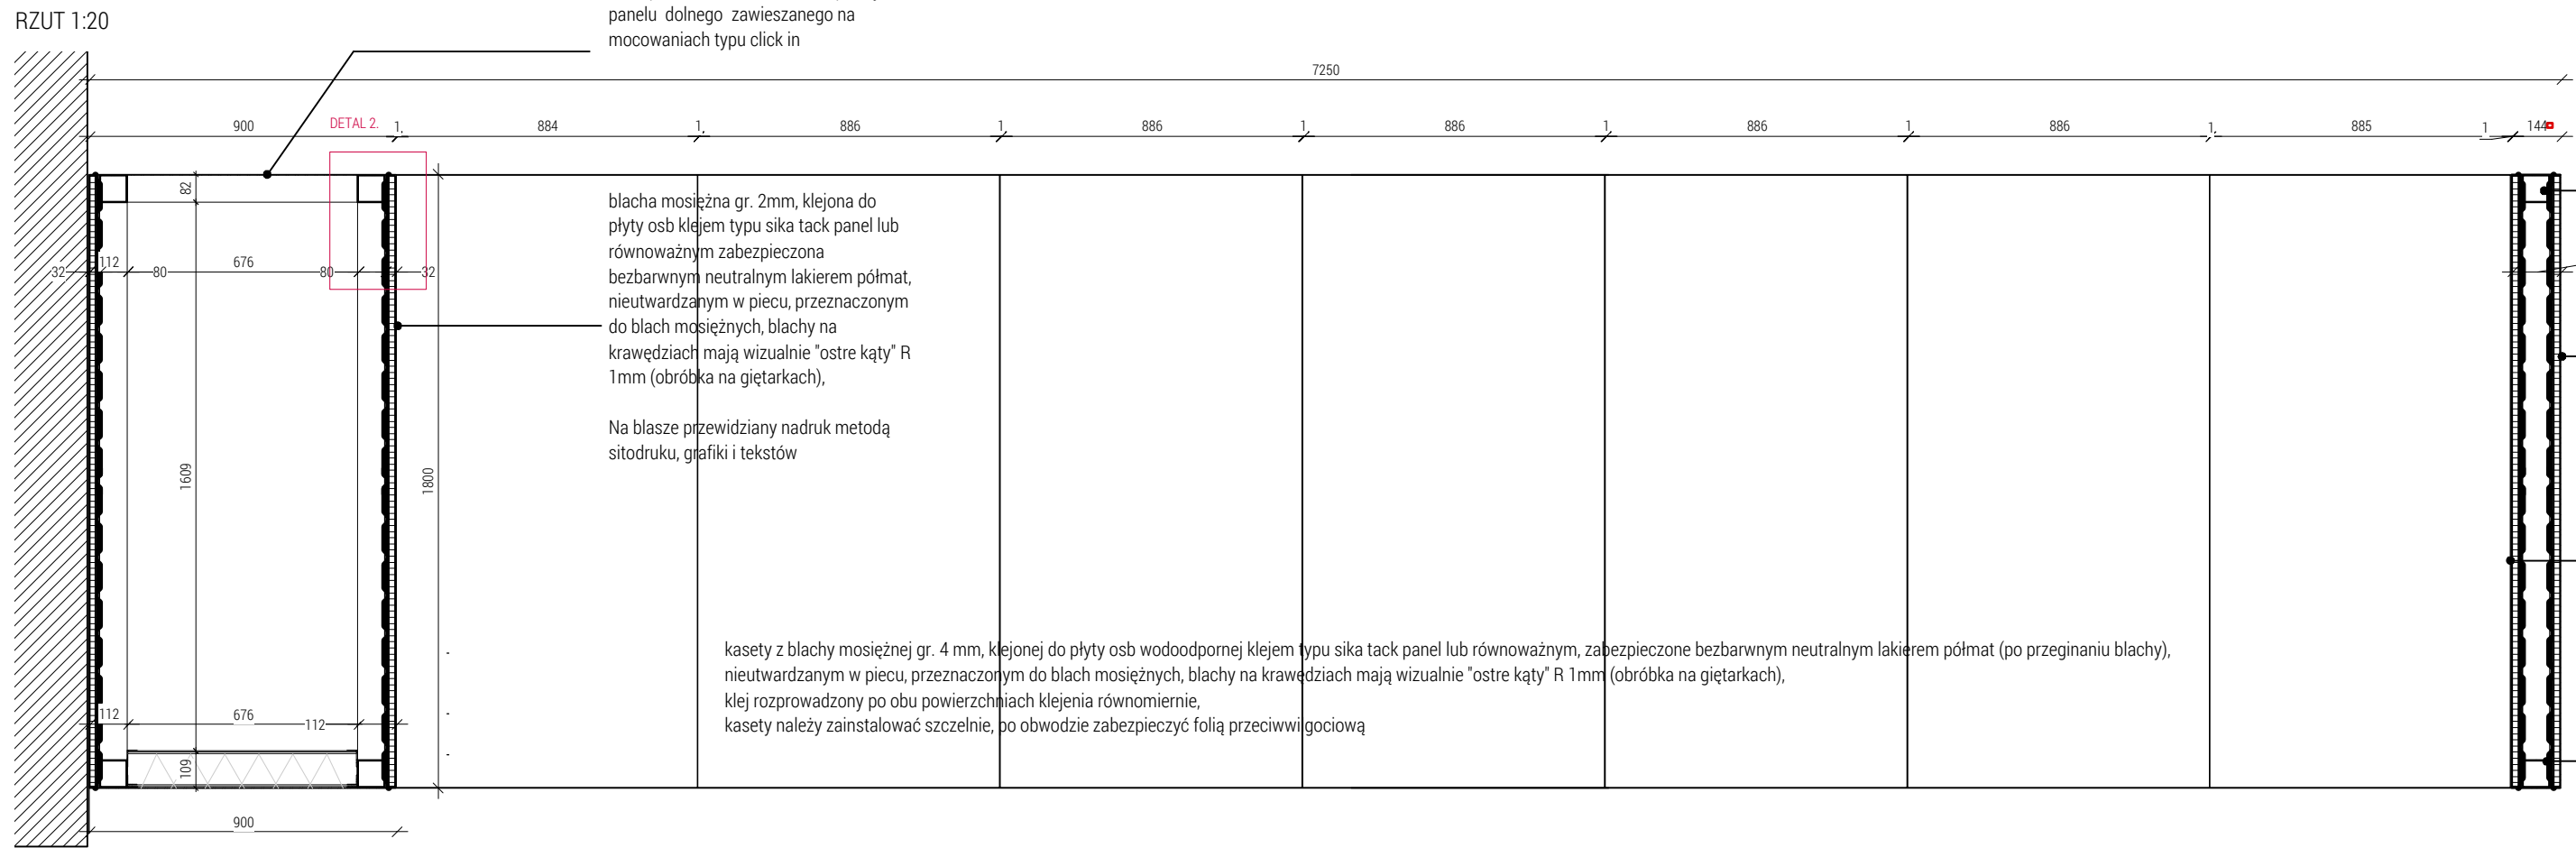 RZUT 1:20
panelu dolnego zawieszanego na
mocowaniach typu click in
7250
900
DETAL 2.
1,
884
1,
886
1
886
1
886
1
886
1
886
1,
885
1
144
82
32
112
80
676
80
32
blacha mosiężna gr. 2mm, klejona do
płyty osb klejem typu sika tack panel lub
równoważnym zabezpieczona
bezbarwnym neutralnym lakierem półmat,
nieutwardzanym w piecu, przeznaczonym
do blach mosiężnych, blachy na
krawędziach mają wizualnie "ostre kąty" R
1mm (obróbka na giętarkach),
Na blasze przewidziany nadruk metodą
sitodruku, grafiki i tekstów
1609
1800
kasety z blachy mosiężnej gr. 4 mm, klejonej do płyty osb wodoodpornej klejem typu sika tack panel lub równoważnym, zabezpieczone bezbarwnym neutralnym lakierem półmat (po przeginaniu blachy),
nieutwardzanym w piecu, przeznaczonym do blach mosiężnych, blachy na krawędziach mają wizualnie "ostre kąty" R 1mm (obróbka na giętarkach),
klej rozprowadzony po obu powierzchniach klejenia równomiernie,
kasety należy zainstalować szczelnie, po obwodzie zabezpieczyć folią przeciwwi gociową
112
676
112
109
900